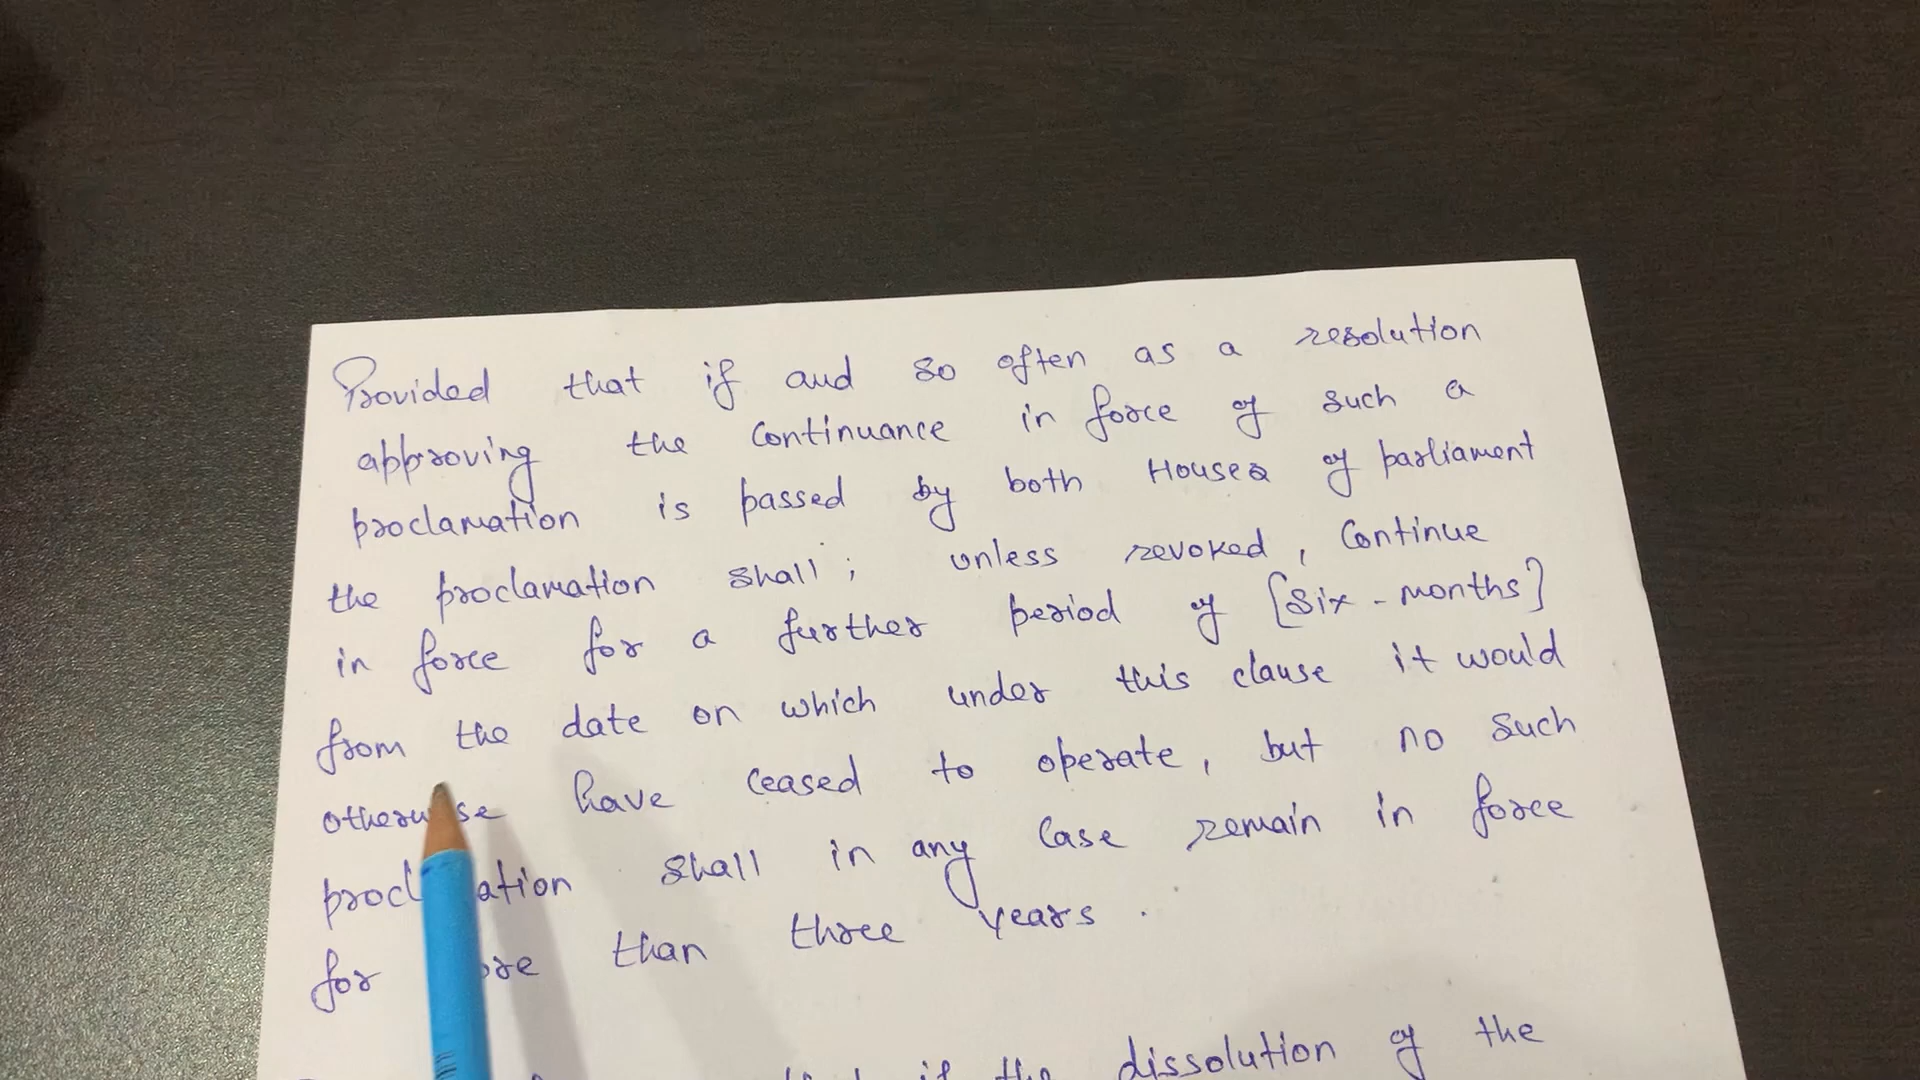 Provided that if and so often as a resolution
approving the continuance in force of such a
proclamation is passed by both Houses of parliament
the proclamation shall; unless revoked, continue
in force for a further period of [six-months]
from the date on which under this clause it would
otherwise have ceased to operate, but no such
proclamation shall in any case remain in force
for more than three years.
if the dissolution of the